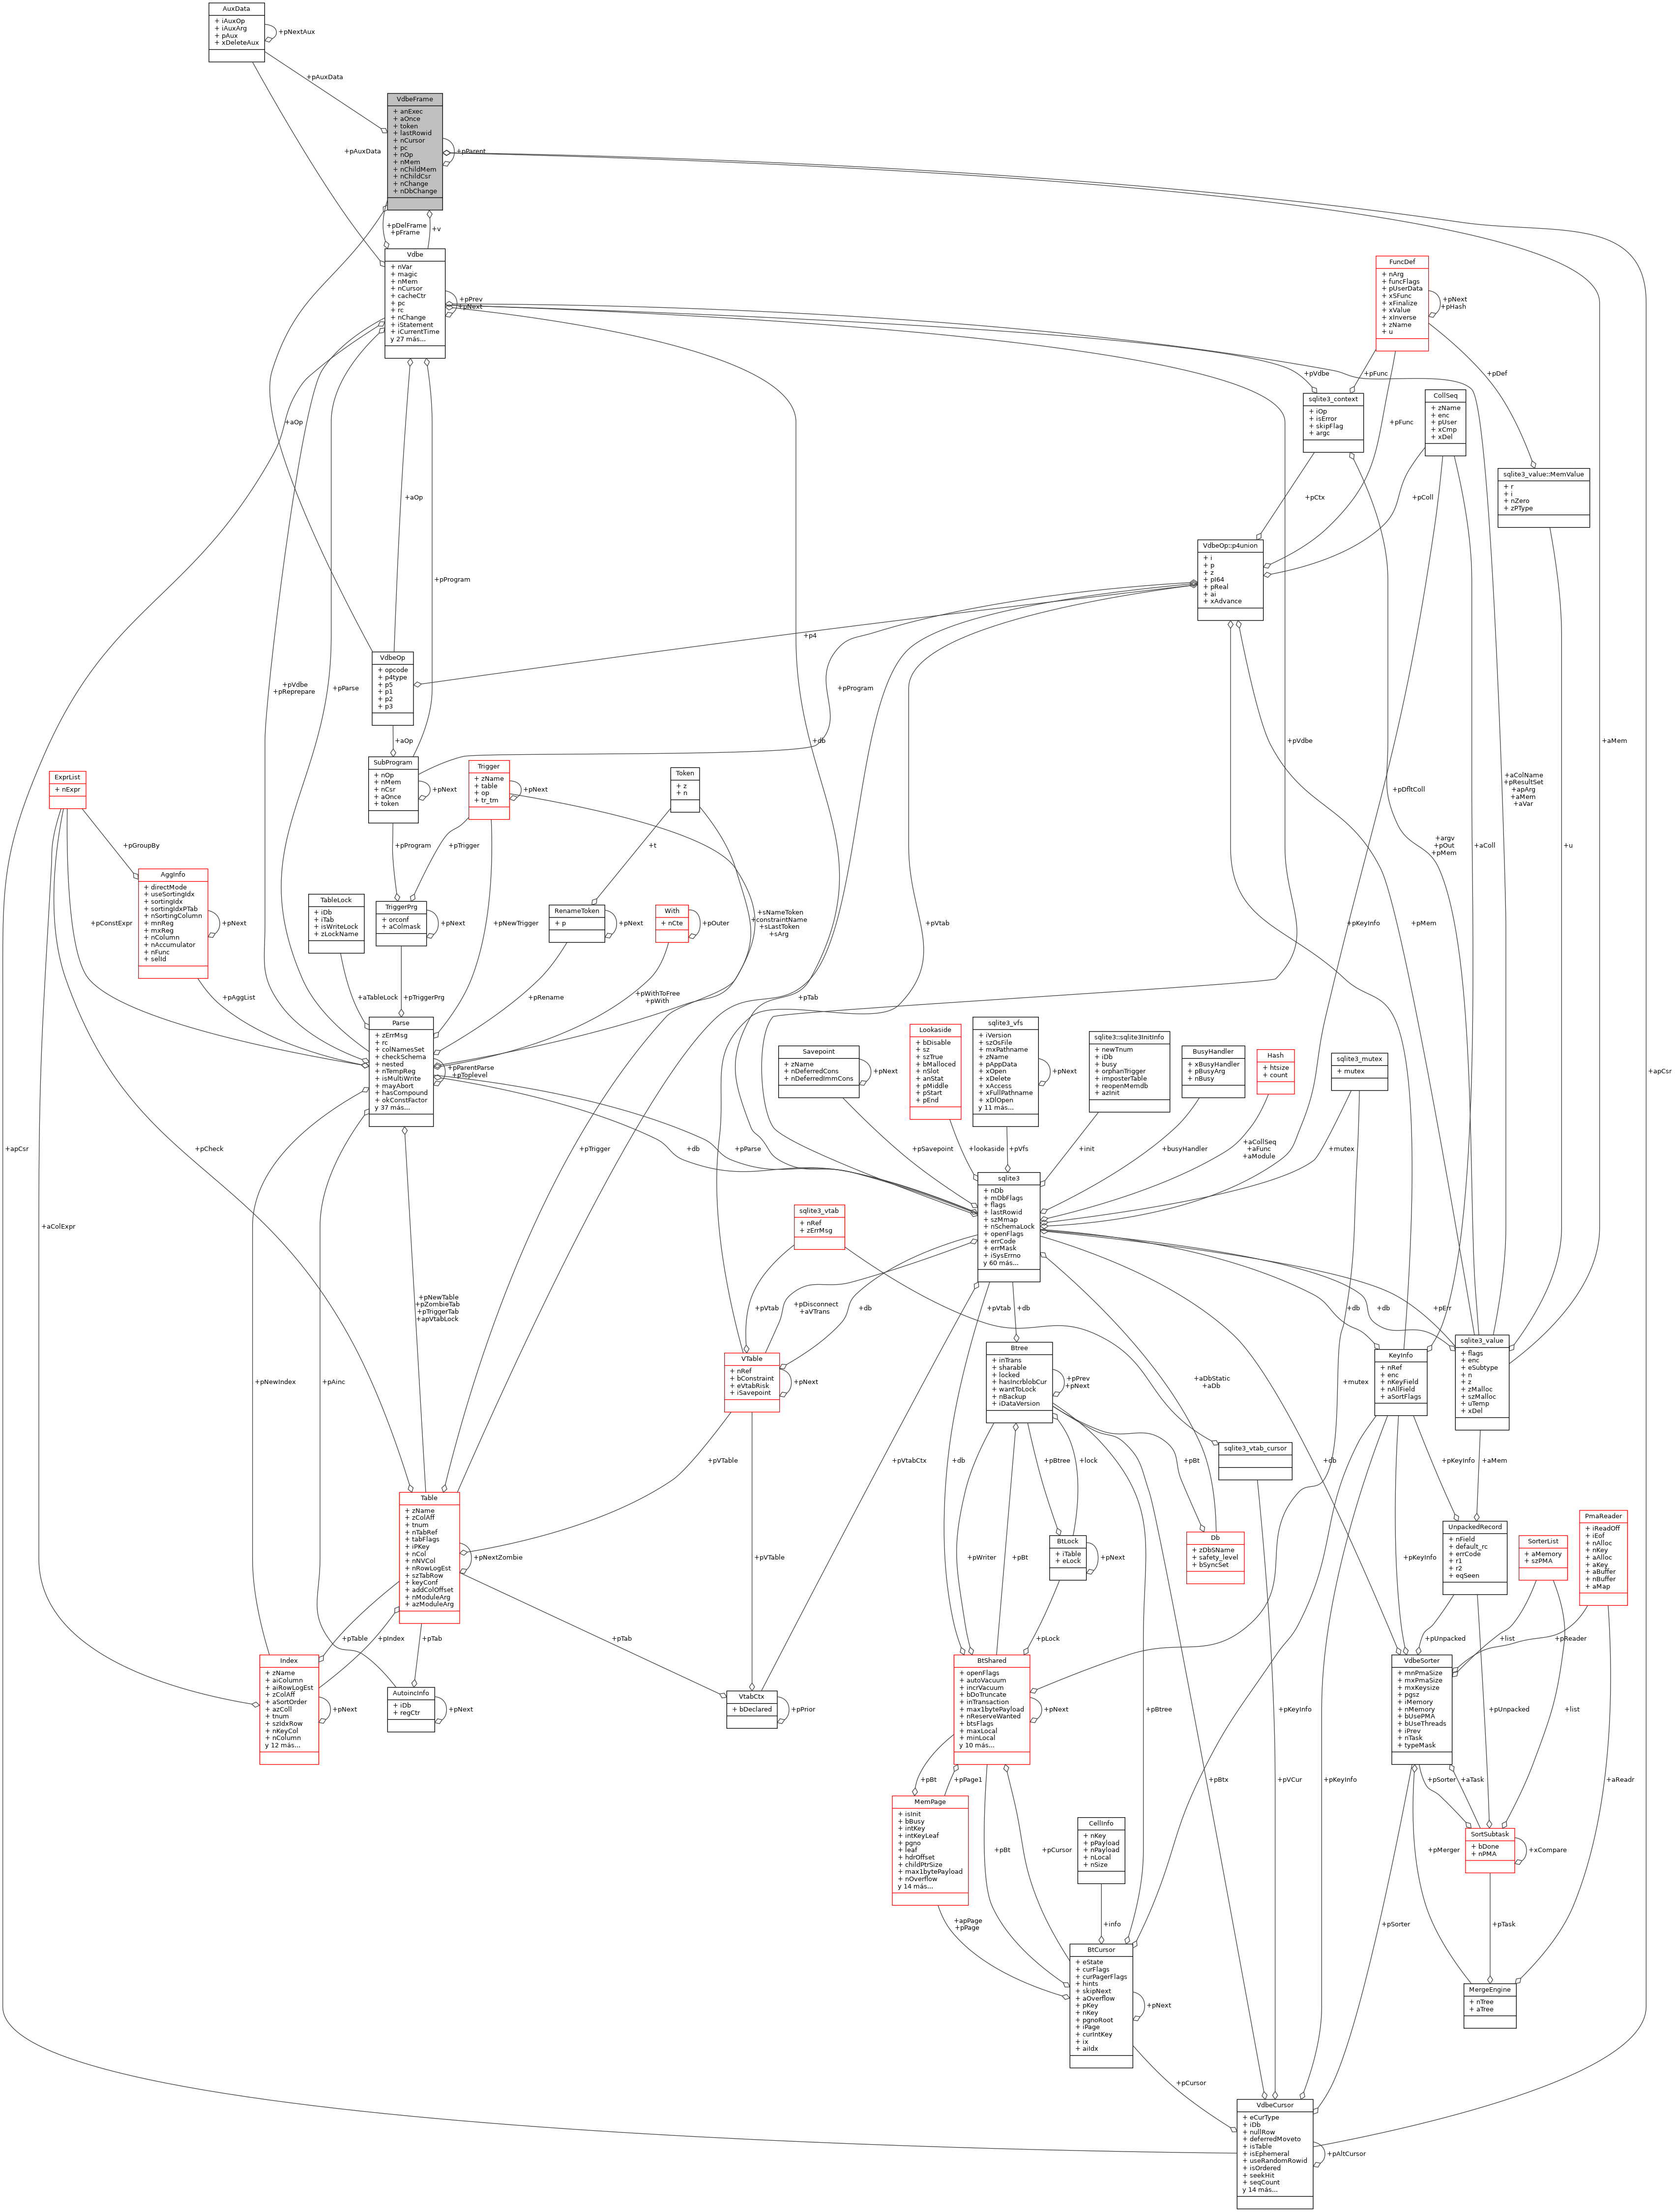 AuxData
+ iAuxOp
+ iAuxArg
+ pAux
+ xDeleteAux
+pNextAux
+pAuxData
VdbeFrame
+ anExec
+ aOnce
+ token
+ lastRowid
+ nCursor
+ pc
+ nOp
+ nMem
+ nChildMem
+ nChildCsr
+ nChange
+ nDbChange
+pParent
+pAuxData
+pDelFrame
+pFrame
+v
Vdbe
+ nVar
+ magic
+ nMem
+ nCursor
+ cacheCtr
+ pc
+ rc
+ nChange
+ iStatement
+ iCurrentTime
y 27 más...
+pPrev
+pNext
FuncDef
+ nArg
+ funcFlags
+ pUserData
+ xSFunc
+ xFinalize
+ xValue
+ xInverse
+ zName
+ u
+pNext
+pHash
+pVdbe
+pFunc
+pDef
sqlite3_context
+ iOp
+ isError
+ skipFlag
+ argc
CollSeq
+ zName
+ enc
+ pUser
+ xCmp
+ xDel
+aOp
+pFunc
sqlite3_value::MemValue
+ r
+ i
+ nZero
+ zPType
+aOp
+pCtx
+pColl
VdbeOp::p4union
+ i
+ p
+ z
+ pI64
+ pReal
+ ai
+ xAdvance
+pProgram
+p4
VdbeOp
+ opcode
+ p4type
+ p5
+ p1
+ p2
+ p3
+pVdbe
+pReprepare
+pParse
+pProgram
+aOp
+db
+pVdbe
+aMem
SubProgram
+ nOp
+ nMem
+ nCsr
+ aOnce
+ token
+pNext
Trigger
+ zName
+ table
+ op
+ tr_tm
+pNext
Token
+ z
+ n
ExprList
+ nExpr
+pDfltColl
+aColName
+pResultSet
+apArg
+aMem
+aVar
+pGroupBy
+pProgram
+pTrigger
+t
+argv
+pOut
+pMem
+aColl
+u
AggInfo
+ directMode
+ useSortingIdx
+ sortingIdx
+ sortingIdxPTab
+ nSortingColumn
+ mnReg
+ mxReg
+ nColumn
+ nAccumulator
+ nFunc
+ selId
+pNext
TableLock
+ iDb
+ iTab
+ isWriteLock
+ zLockName
TriggerPrg
+ orconf
+ aColmask
+pNext
RenameToken
+ p
+pNext
With
+ nCte
+pOuter
+sNameToken
+constraintName
+sLastToken
+sArg
+pConstExpr
+pNewTrigger
+pVtab
+pKeyInfo
+pMem
+pAggList
+aTableLock
+pTriggerPrg
+pRename
+pWithToFree
+pWith
+pTab
Parse
+ zErrMsg
+ rc
+ colNamesSet
+ checkSchema
+ nested
+ nTempReg
+ isMultiWrite
+ mayAbort
+ hasCompound
+ okConstFactor
y 37 más...
+pParentParse
+pToplevel
Savepoint
+ zName
+ nDeferredCons
+ nDeferredImmCons
+pNext
Lookaside
+ bDisable
+ sz
+ szTrue
+ bMalloced
+ nSlot
+ anStat
+ pMiddle
+ pStart
+ pEnd
sqlite3_vfs
+ iVersion
+ szOsFile
+ mxPathname
+ zName
+ pAppData
+ xOpen
+ xDelete
+ xAccess
+ xFullPathname
+ xDlOpen
y 11 más...
+pNext
sqlite3::sqlite3InitInfo
+ newTnum
+ iDb
+ busy
+ orphanTrigger
+ imposterTable
+ reopenMemdb
+ azInit
BusyHandler
+ xBusyHandler
+ pBusyArg
+ nBusy
Hash
+ htsize
+ count
sqlite3_mutex
+ mutex
+apCsr
+apCsr
+pCheck
+pTrigger
+db
+pParse
+pSavepoint
+lookaside
+pVfs
+init
+busyHandler
+aCollSeq
+aFunc
+aModule
+mutex
sqlite3
+ nDb
+ mDbFlags
+ flags
+ lastRowid
+ szMmap
+ nSchemaLock
+ openFlags
+ errCode
+ errMask
+ iSysErrno
y 60 más...
sqlite3_vtab
+ nRef
+ zErrMsg
+aColExpr
+pNewTable
+pZombieTab
+pTriggerTab
+apVtabLock
+pVtab
+pDisconnect
+aVTrans
+db
+pVtab
+db
+db
+db
+pErr
VTable
+ nRef
+ bConstraint
+ eVtabRisk
+ iSavepoint
+pNext
Btree
+ inTrans
+ sharable
+ locked
+ hasIncrblobCur
+ wantToLock
+ nBackup
+ iDataVersion
+pPrev
+pNext
KeyInfo
+ nRef
+ enc
+ nKeyField
+ nAllField
+ aSortFlags
sqlite3_value
+ flags
+ enc
+ eSubtype
+ n
+ z
+ zMalloc
+ szMalloc
+ uTemp
+ xDel
+pNewIndex
+pAinc
+aDbStatic
+aDb
+mutex
sqlite3_vtab_cursor
+pVTable
+pVtabCtx
+db
+pBtree
+lock
+pBt
+db
+pKeyInfo
+aMem
Table
+ zName
+ zColAff
+ tnum
+ nTabRef
+ tabFlags
+ iPKey
+ nCol
+ nNVCol
+ nRowLogEst
+ szTabRow
+ keyConf
+ addColOffset
+ nModuleArg
+ azModuleArg
+pNextZombie
+pVTable
+pWriter
+pBt
BtLock
+ iTable
+ eLock
+pNext
Db
+ zDbSName
+ safety_level
+ bSyncSet
+pKeyInfo
UnpackedRecord
+ nField
+ default_rc
+ errCode
+ r1
+ r2
+ eqSeen
SorterList
+ aMemory
+ szPMA
PmaReader
+ iReadOff
+ iEof
+ nAlloc
+ nKey
+ aAlloc
+ aKey
+ aBuffer
+ nBuffer
+ aMap
+pTable
+pIndex
+pTab
+pTab
+pLock
+pUnpacked
+list
+pReader
Index
+ zName
+ aiColumn
+ aiRowLogEst
+ zColAff
+ aSortOrder
+ azColl
+ tnum
+ szIdxRow
+ nKeyCol
+ nColumn
y 12 más...
+pNext
AutoincInfo
+ iDb
+ regCtr
+pNext
VtabCtx
+ bDeclared
+pPrior
BtShared
+ openFlags
+ autoVacuum
+ incrVacuum
+ bDoTruncate
+ inTransaction
+ max1bytePayload
+ nReserveWanted
+ btsFlags
+ maxLocal
+ minLocal
y 10 más...
+pNext
+pBtree
+pKeyInfo
VdbeSorter
+ mnPmaSize
+ mxPmaSize
+ mxKeysize
+ pgsz
+ iMemory
+ nMemory
+ bUsePMA
+ bUseThreads
+ iPrev
+ nTask
+ typeMask
+pUnpacked
+list
+pBt
+pPage1
+pBtx
+pVCur
+pKeyInfo
+pSorter
+aTask
+aReadr
MemPage
+ isInit
+ bBusy
+ intKey
+ intKeyLeaf
+ pgno
+ leaf
+ hdrOffset
+ childPtrSize
+ max1bytePayload
+ nOverflow
y 14 más...
+pBt
+pCursor
CellInfo
+ nKey
+ pPayload
+ nPayload
+ nLocal
+ nSize
+pMerger
SortSubtask
+ bDone
+ nPMA
+xCompare
+apPage
+pPage
+info
+pSorter
+pTask
BtCursor
+ eState
+ curFlags
+ curPagerFlags
+ hints
+ skipNext
+ aOverflow
+ pKey
+ nKey
+ pgnoRoot
+ iPage
+ curIntKey
+ ix
+ aiIdx
+pNext
MergeEngine
+ nTree
+ aTree
+pCursor
VdbeCursor
+ eCurType
+ iDb
+ nullRow
+ deferredMoveto
+ isTable
+ isEphemeral
+ useRandomRowid
+ isOrdered
+ seekHit
+ seqCount
y 14 más...
+pAltCursor